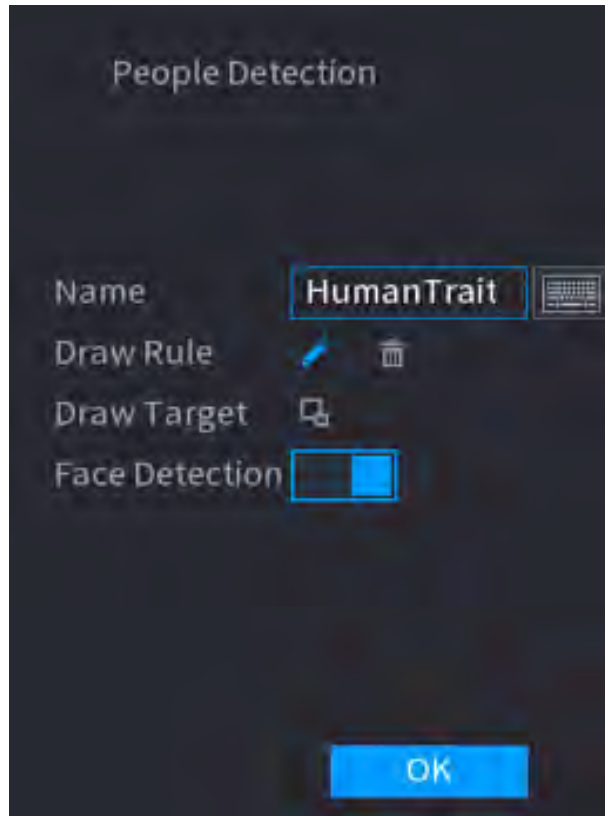 People Detection
Name HumanTrait
Draw Rule
Draw Target
Face Detection
OK